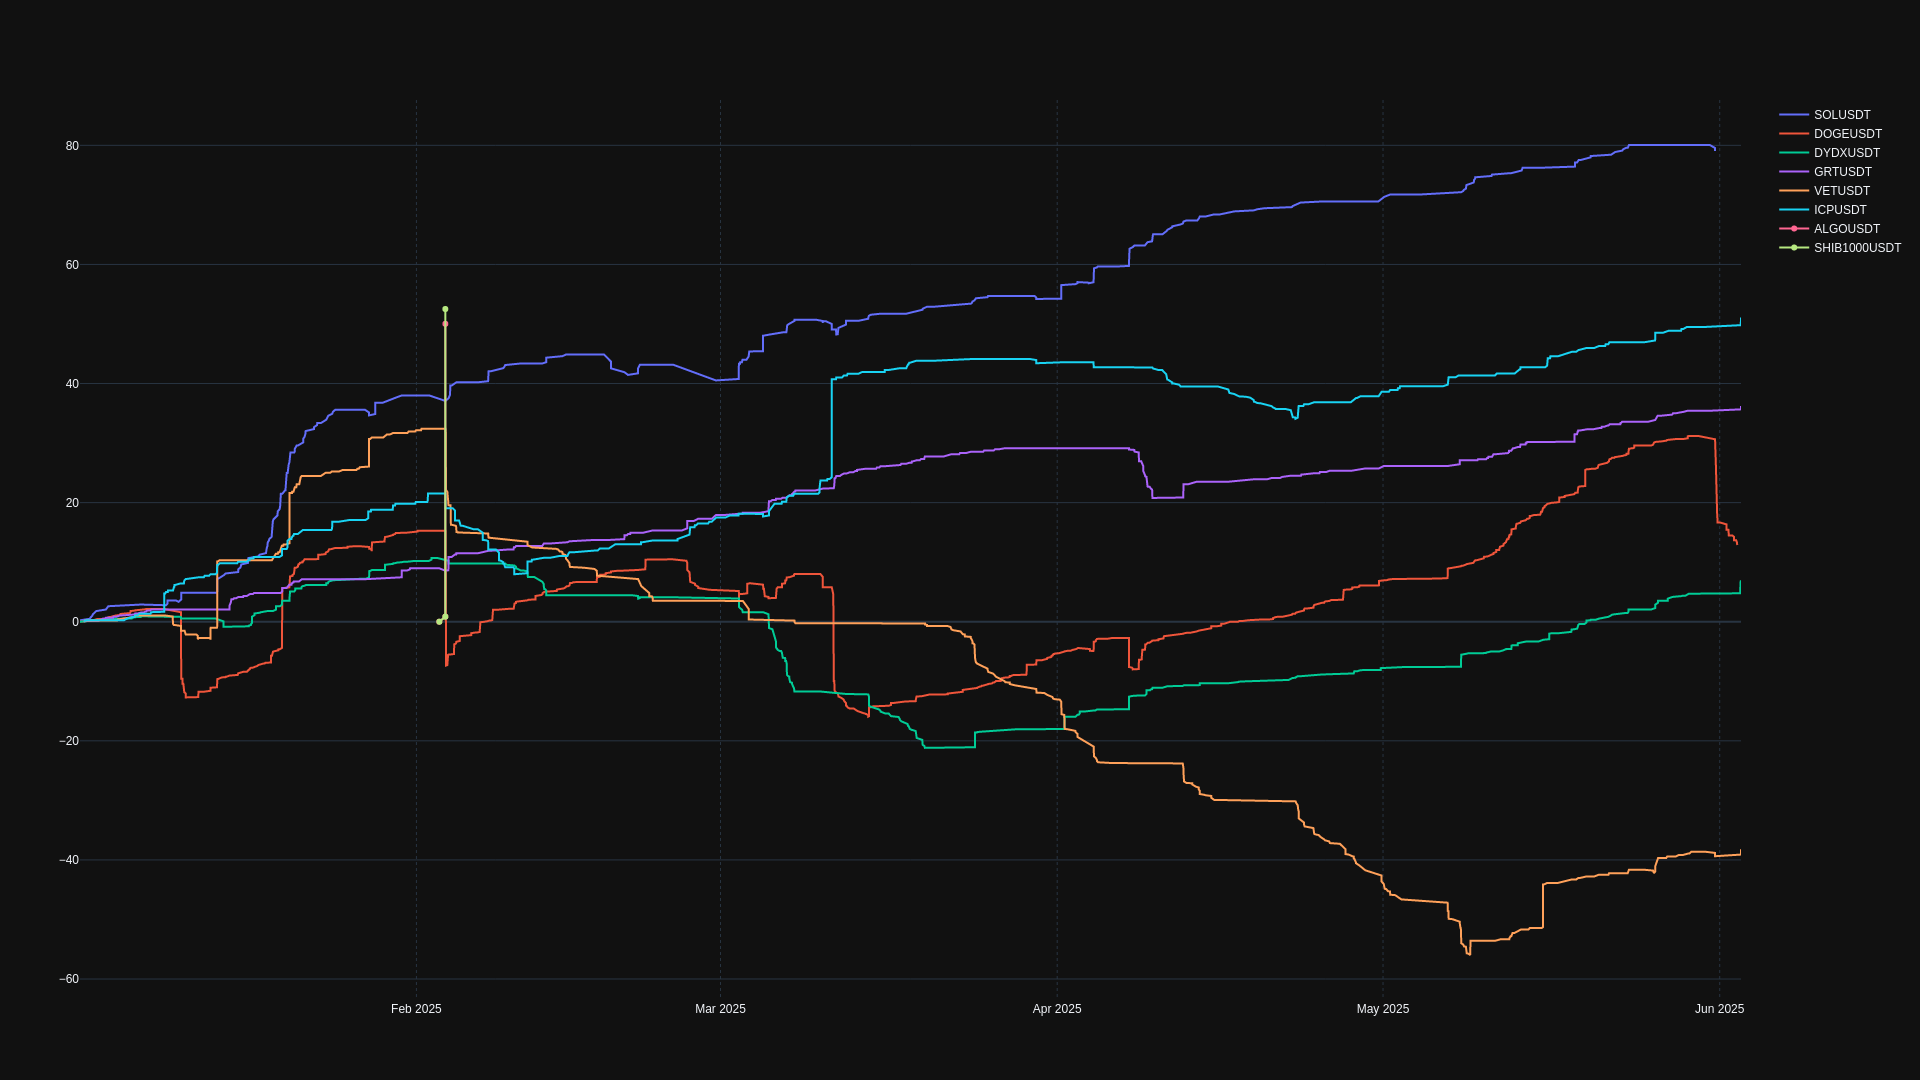 80
60
40
20
0
−20
−40
−60
Feb 2025
Mar 2025
Apr 2025
May 2025
Jun 2025
SOLUSDT
DOGEUSDT
DYDXUSDT
GRTUSDT
VETUSDT
ICPUSDT
ALGOUSDT
SHIB1000USDT